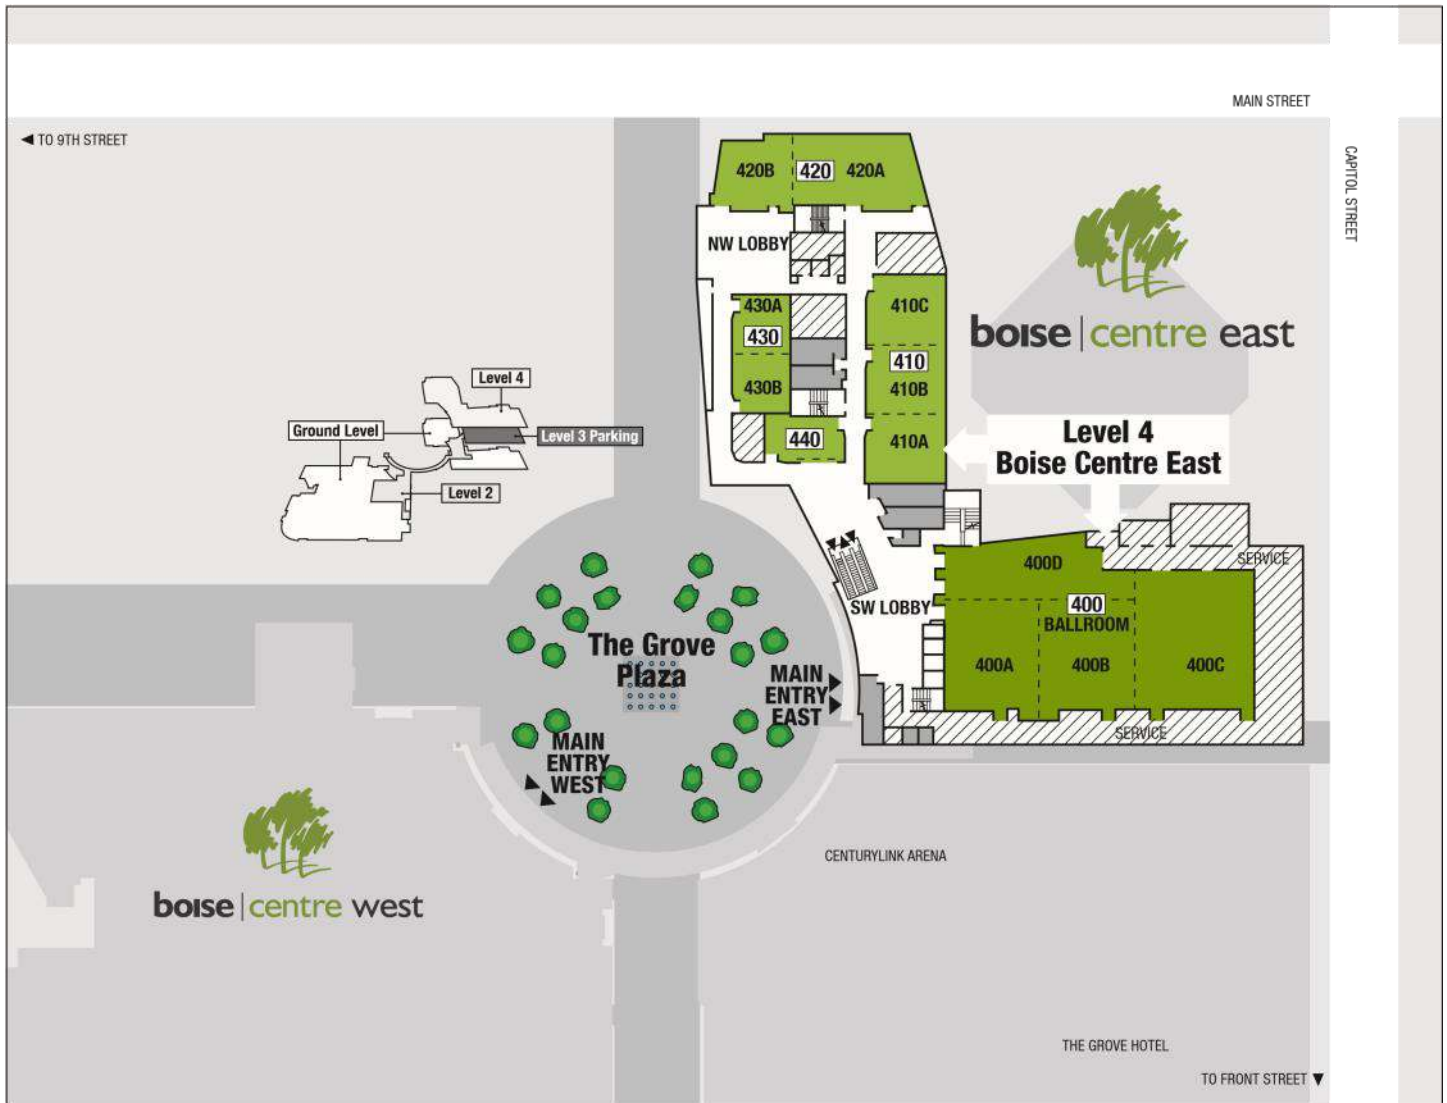 MAIN STREET
◀ TO 9TH STREET
CAPITOL STREET
420B
420
420A
NW LOBBY
430A
430
430B
440
410C
410
410B
410A
boise | centre east
Level 4
Boise Centre East
Level 4
Ground Level
Level 3 Parking
Level 2
SERVICE
400D
400
BALLROOM
SW LOBBY
400A
400B
400C
SERVICE
The Grove
Plaza
MAIN
ENTRY
EAST
MAIN
ENTRY
WEST
boise | centre west
CENTURYLINK ARENA
THE GROVE HOTEL
TO FRONT STREET ▼